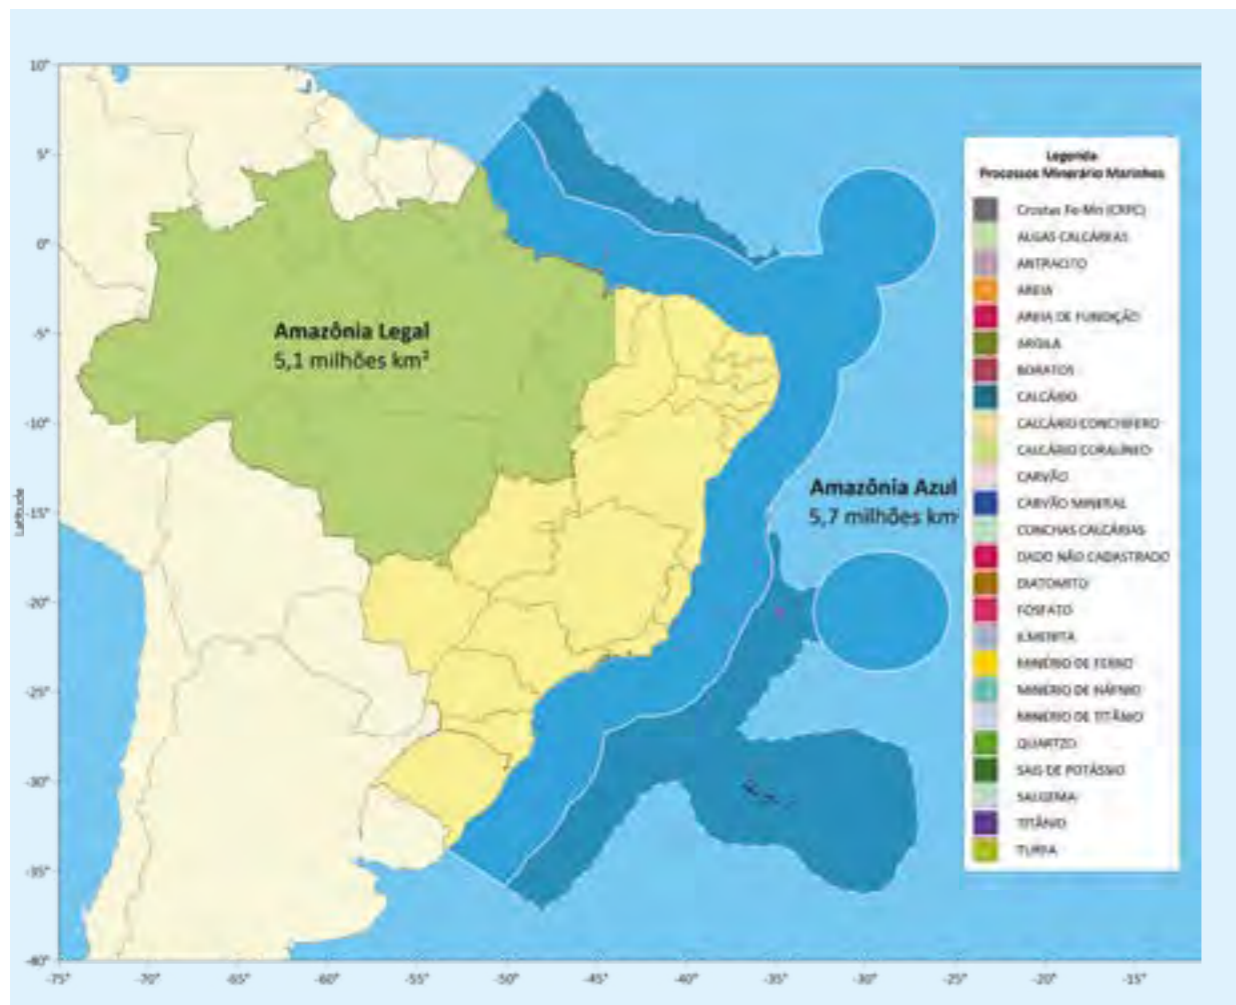 10°
5°
0°
-5°
-10°
-15°
-20°
-25°
-30°
-35°
-40°
Latitude
-75°
-70°
-65°
-60°
-55°
-50°
-45°
-40°
-35°
-30°
-25°
-20°
-15°
Amazônia Legal
5,1 milhões km²
Amazônia Azul
5,7 milhões km
Legenda
Processos Minerário Marinhos
Crostas Fe-Mn (CRFC)
ALGAS CALCÁREAS
ANTRACITO
AREIA
AREIA DE FUNDIÇÃO
ARGILA
BORATOS
CALCÁRIO
CALCÁRIO CONCHÍFERO
CALCÁRIO CORALÍNEO
CARVÃO
CARVÃO MINERAL
CONCHAS CALCÁRIAS
DADO NÃO CADASTRADO
DIATOMITO
FOSFATO
ILMENITA
MINÉRIO DE FERRO
MINÉRIO DE HÁFNIO
MINÉRIO DE TITÂNIO
QUARTZO
SAIS DE POTÁSSIO
SALGEMA
TITÂNIO
TURFA